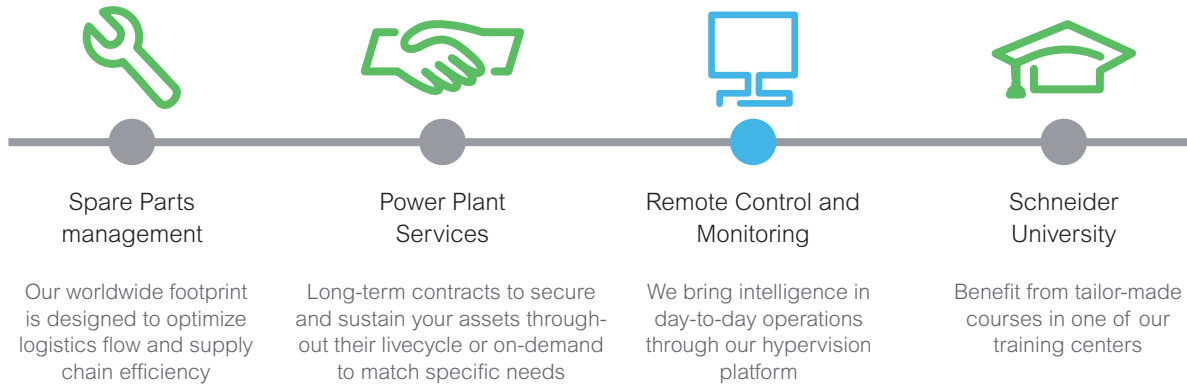 Spare Parts
management
Our worldwide footprint
is designed to optimize
logistics flow and supply
chain efficiency
Power Plant
Services
Long-term contracts to secure
and sustain your assets through-
out their livecycle or on-demand
to match specific needs
Remote Control and
Monitoring
We bring intelligence in
day-to-day operations
through our hypervision
platform
Schneider
University
Benefit from tailor-made
courses in one of our
training centers